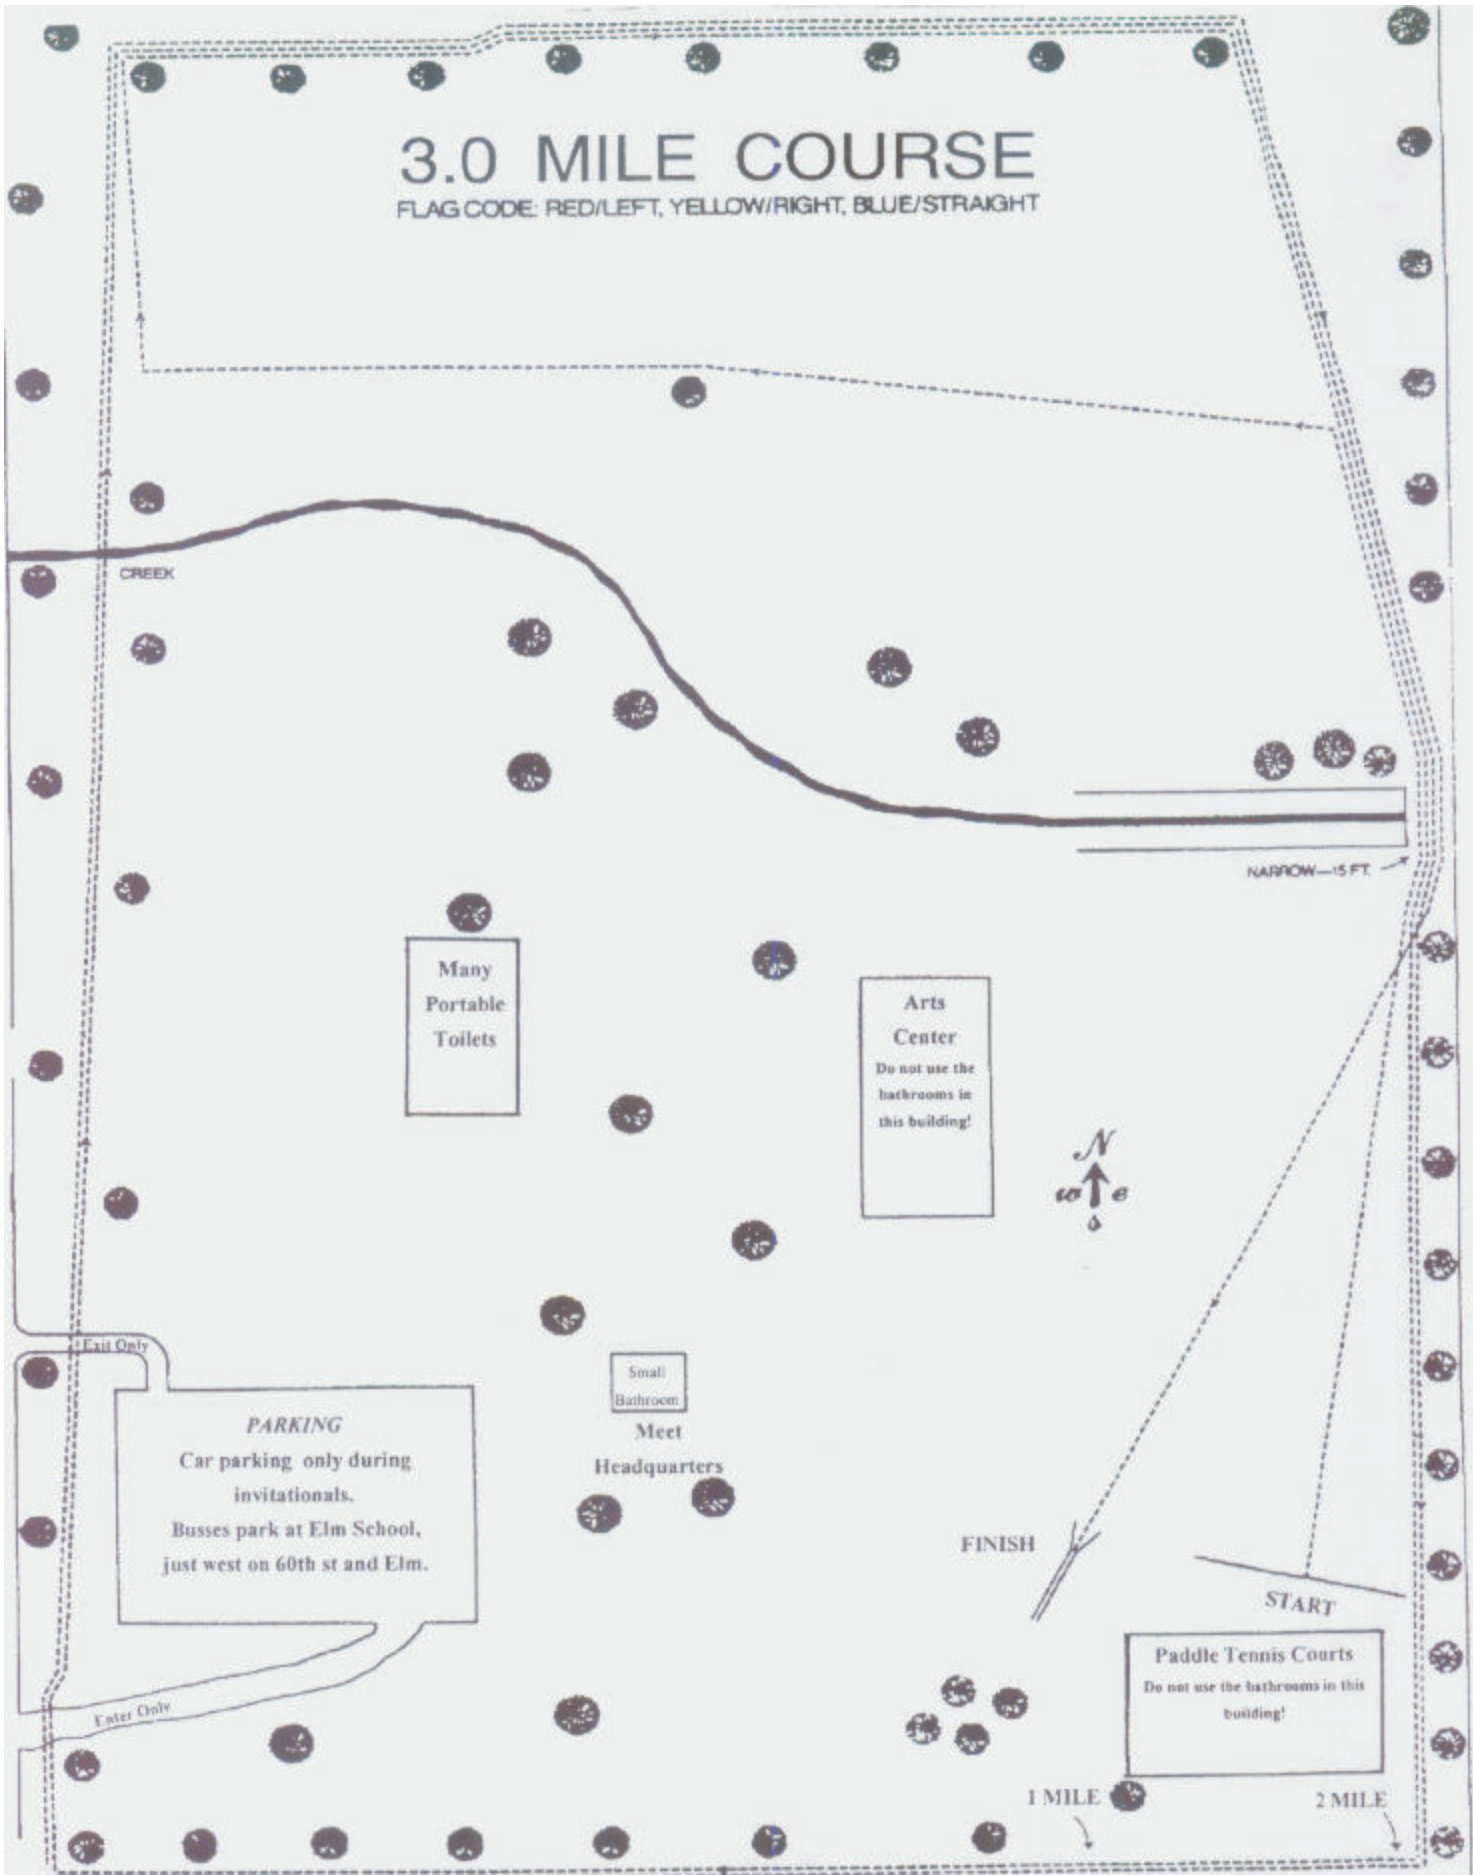 3.0 MILE COURSE
FLAG CODE: RED/LEFT, YELLOW/RIGHT, BLUE/STRAIGHT
CREEK
NARROW—15 FT.
Many
Portable
Toilets
Arts
Center
Do not use the
bathrooms in
this building!
N
w e
s
Exit Only
PARKING
Car parking only during
invitationals.
Busses park at Elm School,
just west on 60th st and Elm.
Small
Bathroom
Meet
Headquarters
FINISH
START
Paddle Tennis Courts
Do not use the bathrooms in this
building!
Enter Only
1 MILE
2 MILE